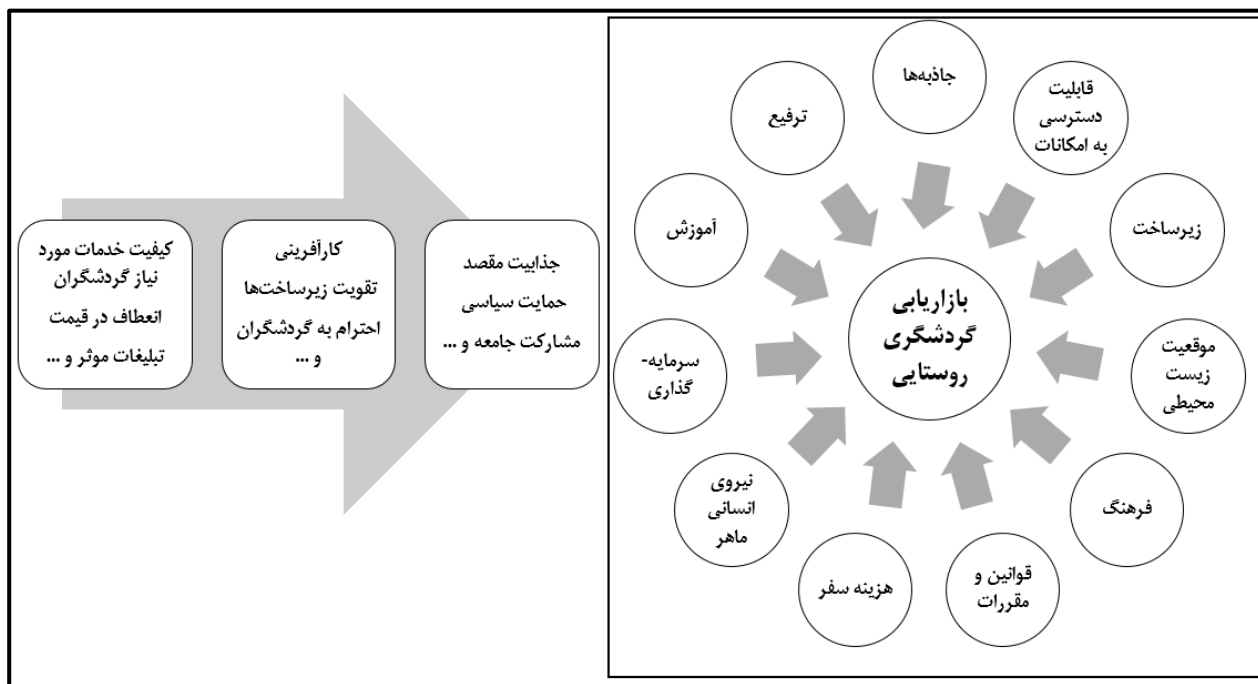 جاذبه‌ها
قابلیت
دسترسی
به امکانات
زیرساخت
موقعیت
زیست
محیطی
فرهنگ
قوانین و
مقررات
هزینه سفر
نیروی
انسانی
ماهر
سرمایه-
گذاری
آموزش
ترفیع
بازاریابی
گردشگری
روستایی
کیفیت خدمات مورد
نیاز گردشگران
انعطاف در قیمت
تبلیغات موثر و ...
کارآفرینی
تقویت زیرساخت‌ها
احترام به گردشگران
و ...
جذابیت مقصد
حمایت سیاسی
مشارکت جامعه و ...